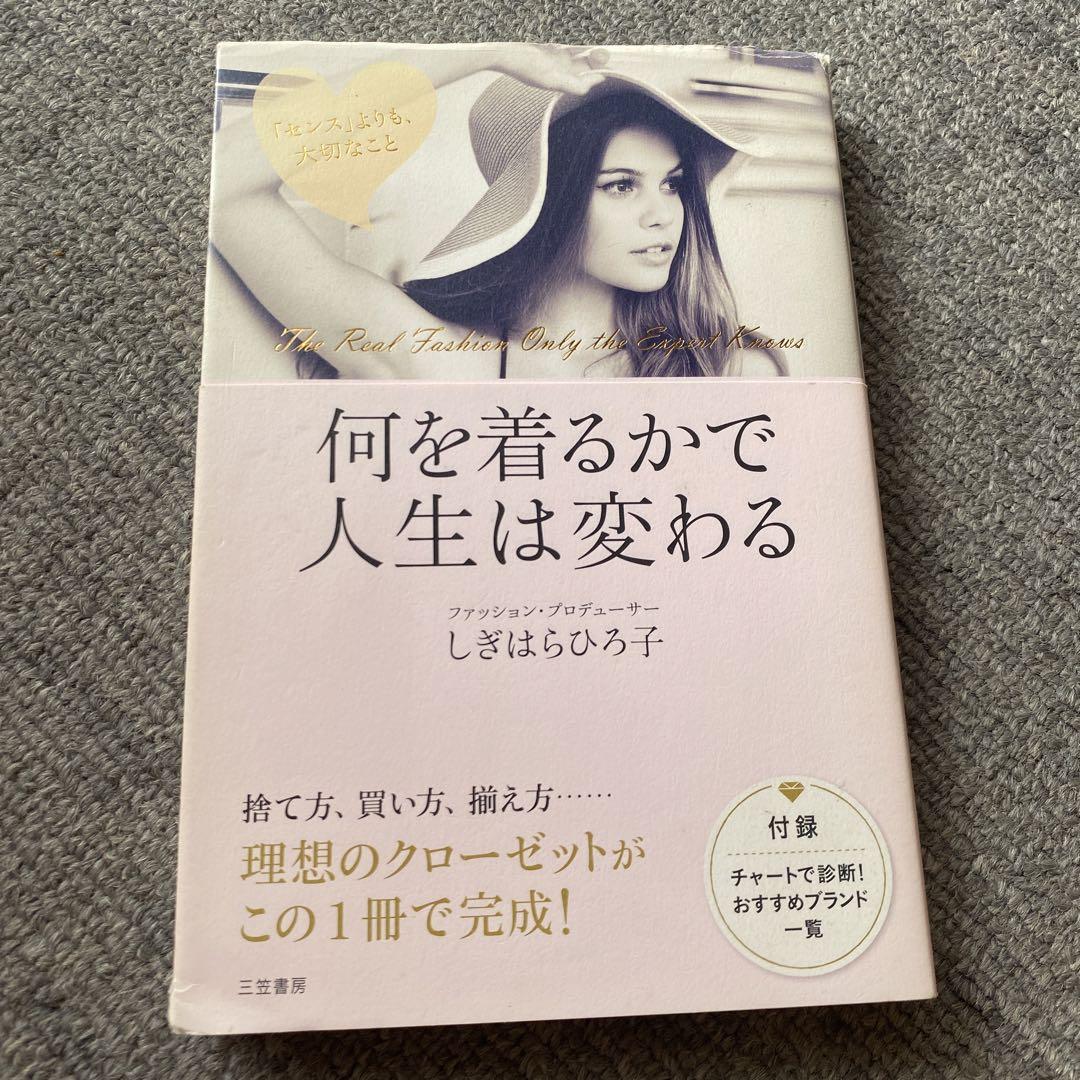 「センス」よりも、
大切なこと
The Real Fashion Only the Expert Knows
何を着るかで
人生は変わる
ファッション・プロデューサー
しぎはらひろ子
捨て方、買い方、揃え方……
理想のクローゼットが
この1冊で完成!
付録
チャートで診断!
おすすめブランド
一覧
三笠書房